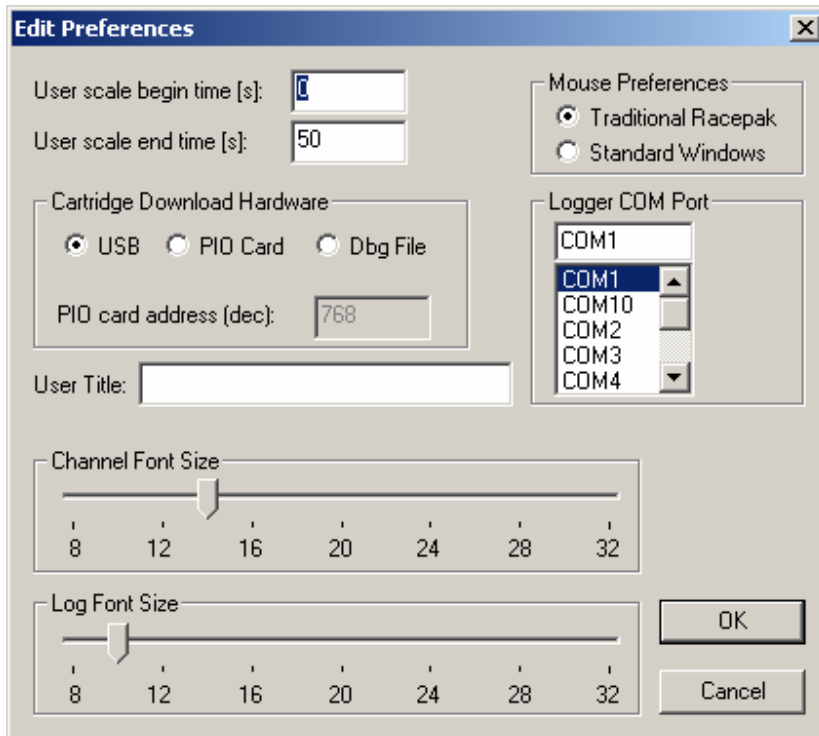 Edit Preferences
User scale begin time [s]: 0
User scale end time [s]: 50
Mouse Preferences
Traditional Racepak
Standard Windows
Cartridge Download Hardware
USB PIO Card Dbg File
PIO card address (dec): 768
Logger COM Port
COM1
COM1
COM10
COM2
COM3
COM4
User Title:
Channel Font Size
8 12 16 20 24 28 32
Log Font Size
8 12 16 20 24 28 32
OK
Cancel